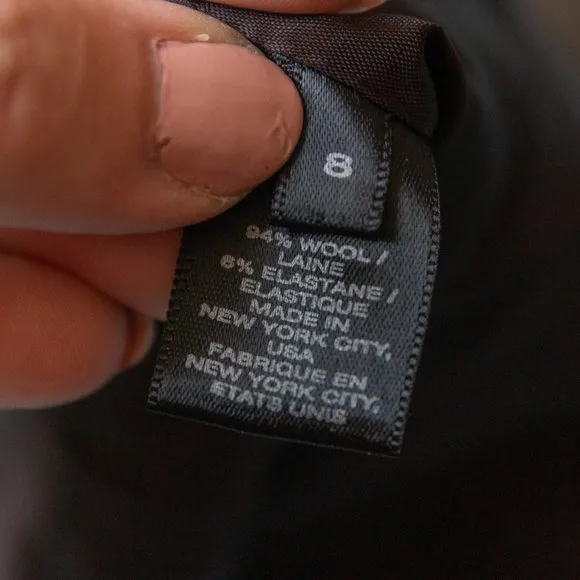 8
94% WOOL /
LAINE
6% ELASTANE /
ELASTIQUE
MADE IN
NEW YORK CITY,
USA
FABRIQUE EN
NEW YORK CITY,
ETATS UNIS